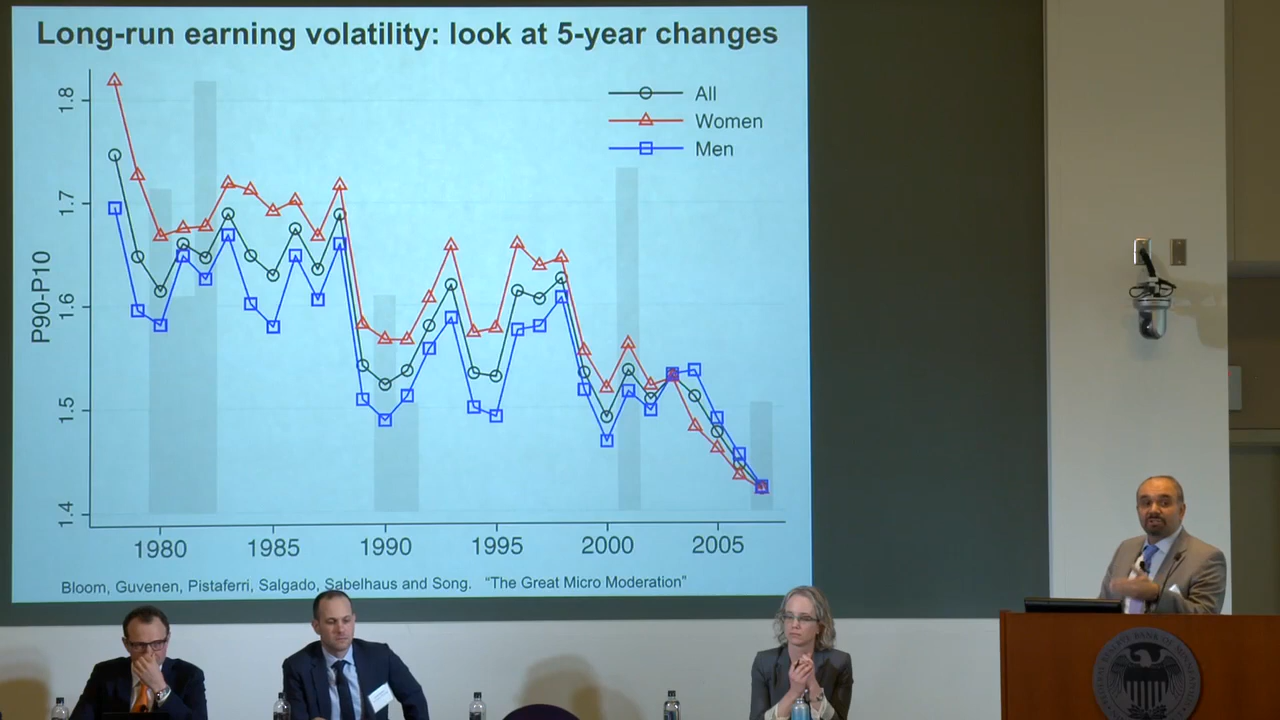 Long-run earning volatility: look at 5-year changes
All
Women
Men
P90-P10
1.8
1.7
1.6
1.5
1.4
1980 1985 1990 1995 2000 2005
Bloom, Guvenen, Pistaferri, Salgado, Sabelhaus and Song. "The Great Micro Moderation"